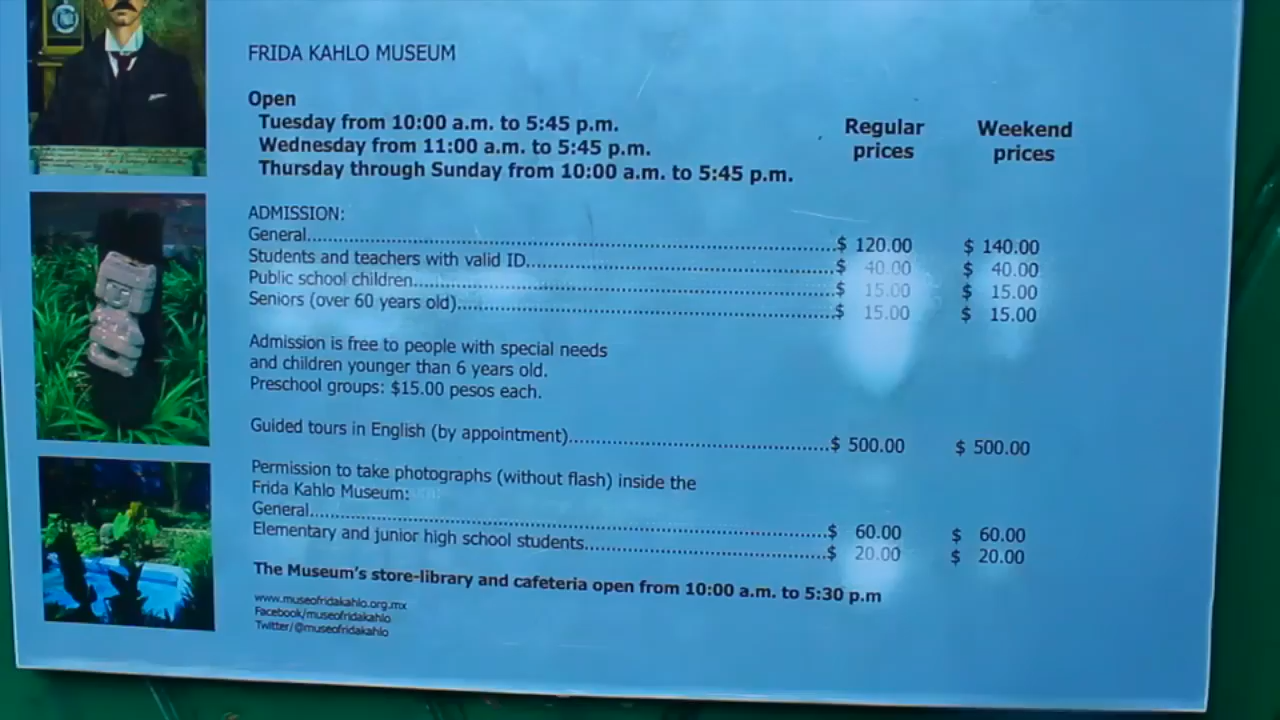 FRIDA KAHLO MUSEUM
Open
Tuesday from 10:00 a.m. to 5:45 p.m.
Wednesday from 11:00 a.m. to 5:45 p.m.
Thursday through Sunday from 10:00 a.m. to 5:45 p.m.
Regular prices
Weekend prices
ADMISSION:
General..........$ 120.00 $ 140.00
Students and teachers with valid ID..........$ 40.00 $ 40.00
Public school children..........$ 15.00 $ 15.00
Seniors (over 60 years old)..........$ 15.00 $ 15.00
Admission is free to people with special needs
and children younger than 6 years old.
Preschool groups: $15.00 pesos each.
Guided tours in English (by appointment)..........$ 500.00 $ 500.00
Permission to take photographs (without flash) inside the
Frida Kahlo Museum:
General..........$ 60.00 $ 60.00
Elementary and junior high school students..........$ 20.00 $ 20.00
The Museum's store-library and cafeteria open from 10:00 a.m. to 5:30 p.m
www.museofridakahlo.org.mx
Facebook/museofridakahlo
Twitter/@museofridakahlo